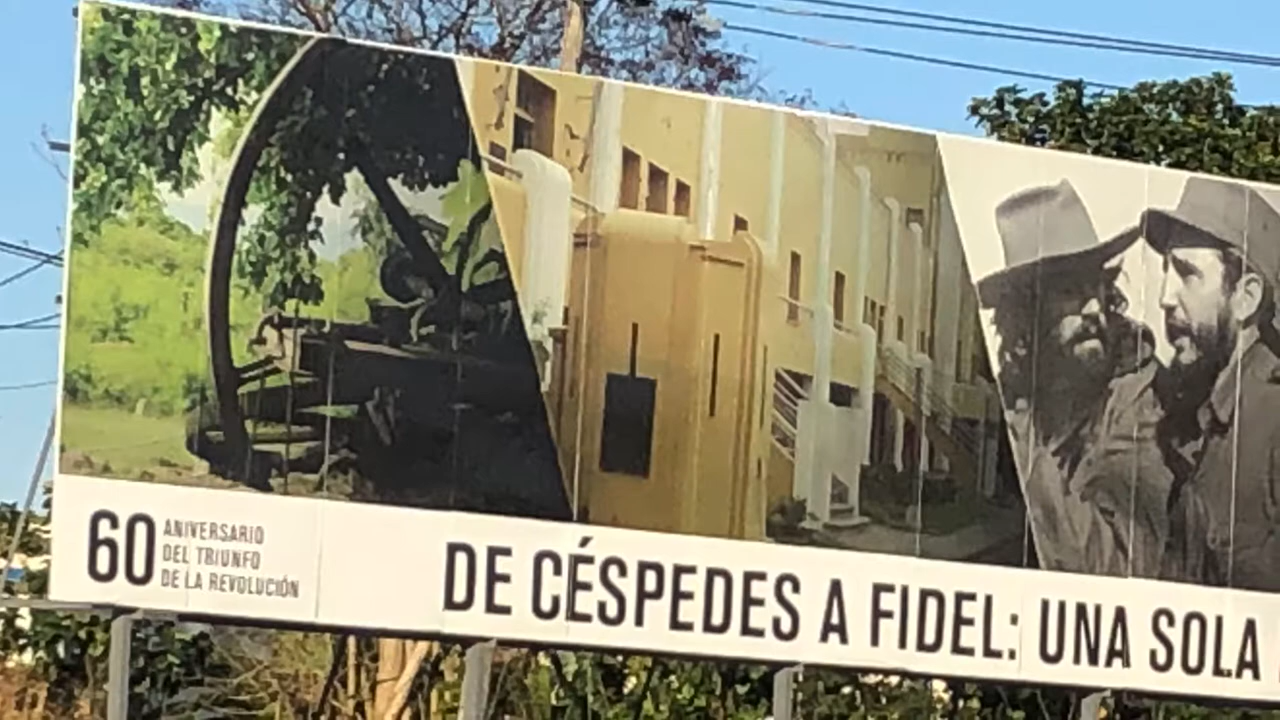 60 ANIVERSARIO
DEL TRIUNFO
DE LA REVOLUCIÓN
DE CÉSPEDES A FIDEL: UNA SOLA